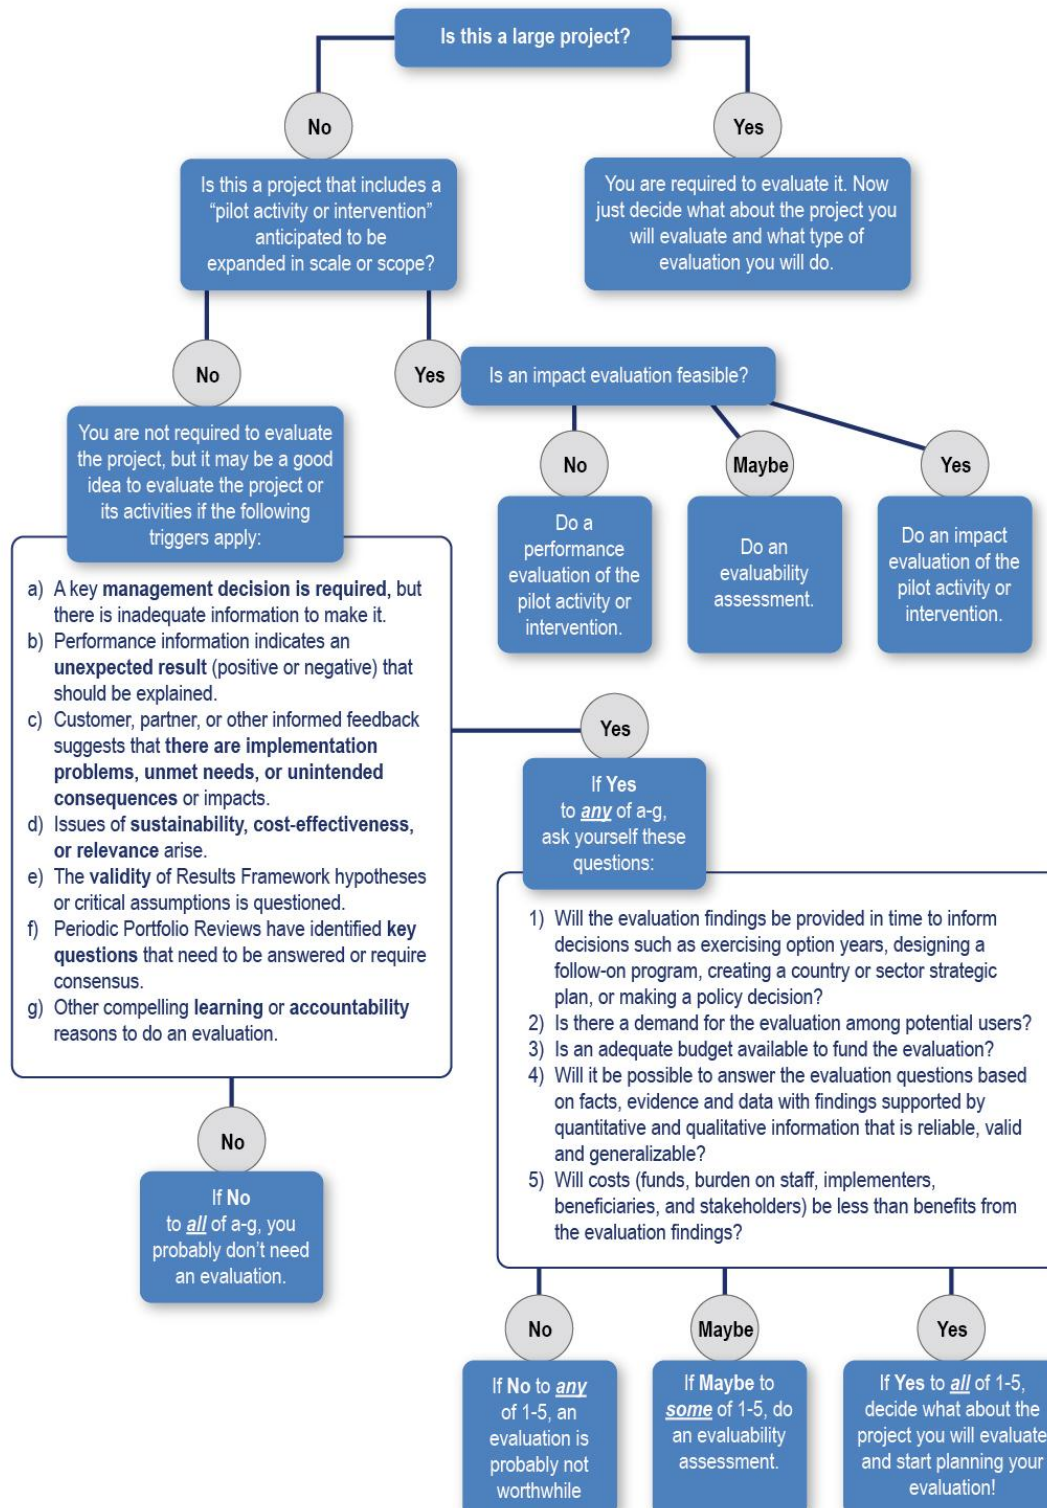 Is this a large project?
No
Yes
Is this a project that includes a
“pilot activity or intervention”
anticipated to be
expanded in scale or scope?
You are required to evaluate it. Now
just decide what about the project you
will evaluate and what type of
evaluation you will do.
No
Yes
Is an impact evaluation feasible?
You are not required to evaluate
the project, but it may be a good
idea to evaluate the project or
its activities if the following
triggers apply:
No
Maybe
Yes
Do a
performance
evaluation of the
pilot activity or
intervention.
Do an
evaluability
assessment.
Do an impact
evaluation of the
pilot activity or
intervention.
a) A key management decision is required, but
there is inadequate information to make it.
b) Performance information indicates an
unexpected result (positive or negative) that
should be explained.
c) Customer, partner, or other informed feedback
suggests that there are implementation
problems, unmet needs, or unintended
consequences or impacts.
d) Issues of sustainability, cost-effectiveness,
or relevance arise.
e) The validity of Results Framework hypotheses
or critical assumptions is questioned.
f) Periodic Portfolio Reviews have identified key
questions that need to be answered or require
consensus.
g) Other compelling learning or accountability
reasons to do an evaluation.
Yes
If Yes
to any of a-g,
ask yourself these
questions:
1) Will the evaluation findings be provided in time to inform
decisions such as exercising option years, designing a
follow-on program, creating a country or sector strategic
plan, or making a policy decision?
2) Is there a demand for the evaluation among potential users?
3) Is an adequate budget available to fund the evaluation?
4) Will it be possible to answer the evaluation questions based
on facts, evidence and data with findings supported by
quantitative and qualitative information that is reliable, valid
and generalizable?
5) Will costs (funds, burden on staff, implementers,
beneficiaries, and stakeholders) be less than benefits from
the evaluation findings?
No
If No
to all of a-g, you
probably don’t need
an evaluation.
No
Maybe
Yes
If No to any
of 1-5, an
evaluation is
probably not
worthwhile
If Maybe to
some of 1-5, do
an evaluability
assessment.
If Yes to all of 1-5,
decide what about the
project you will evaluate
and start planning your
evaluation!